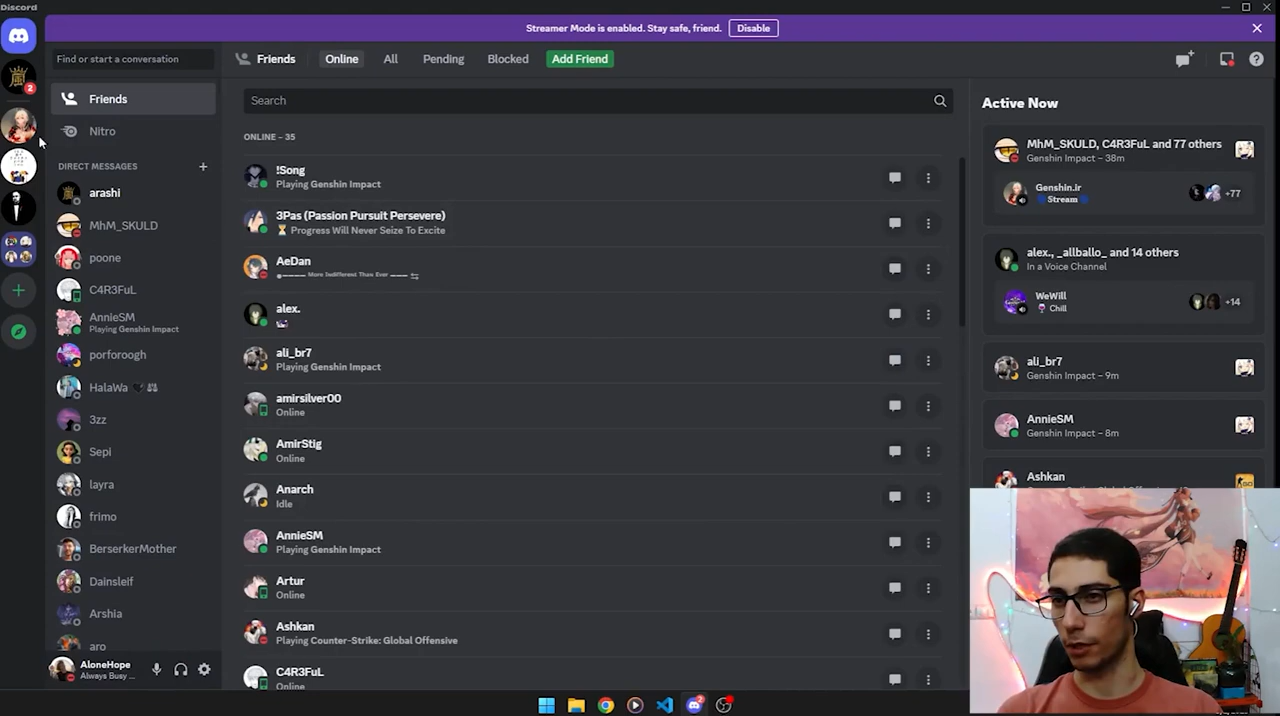 Discord
Streamer Mode is enabled. Stay safe, friend.
Disable
Find or start a conversation
Friends
Online
All
Pending
Blocked
Add Friend
2
Friends
Nitro
DIRECT MESSAGES
arashi
MhM_SKULD
poone
C4R3FuL
AnnieSM
Playing Genshin Impact
porforoogh
HalaWa
3zz
Sepi
layra
frimo
BerserkerMother
Dainsleif
Arshia
aro
AloneHope
Always Busy ...
Search
ONLINE – 35
!Song
Playing Genshin Impact
3Pas (Passion Pursuit Persevere)
Progress Will Never Seize To Excite
AeDan
More Indifferent Than Ever
alex.
ali_br7
Playing Genshin Impact
amirsilver00
Online
AmirStig
Online
Anarch
Idle
AnnieSM
Playing Genshin Impact
Artur
Online
Ashkan
Playing Counter-Strike: Global Offensive
C4R3FuL
Online
Active Now
MhM_SKULD, C4R3FuL and 77 others
Genshin Impact – 38m
Genshin.ir
Stream
+77
alex., _allballo_ and 14 others
In a Voice Channel
WeWill
Chill
+14
ali_br7
Genshin Impact – 9m
AnnieSM
Genshin Impact – 8m
Ashkan